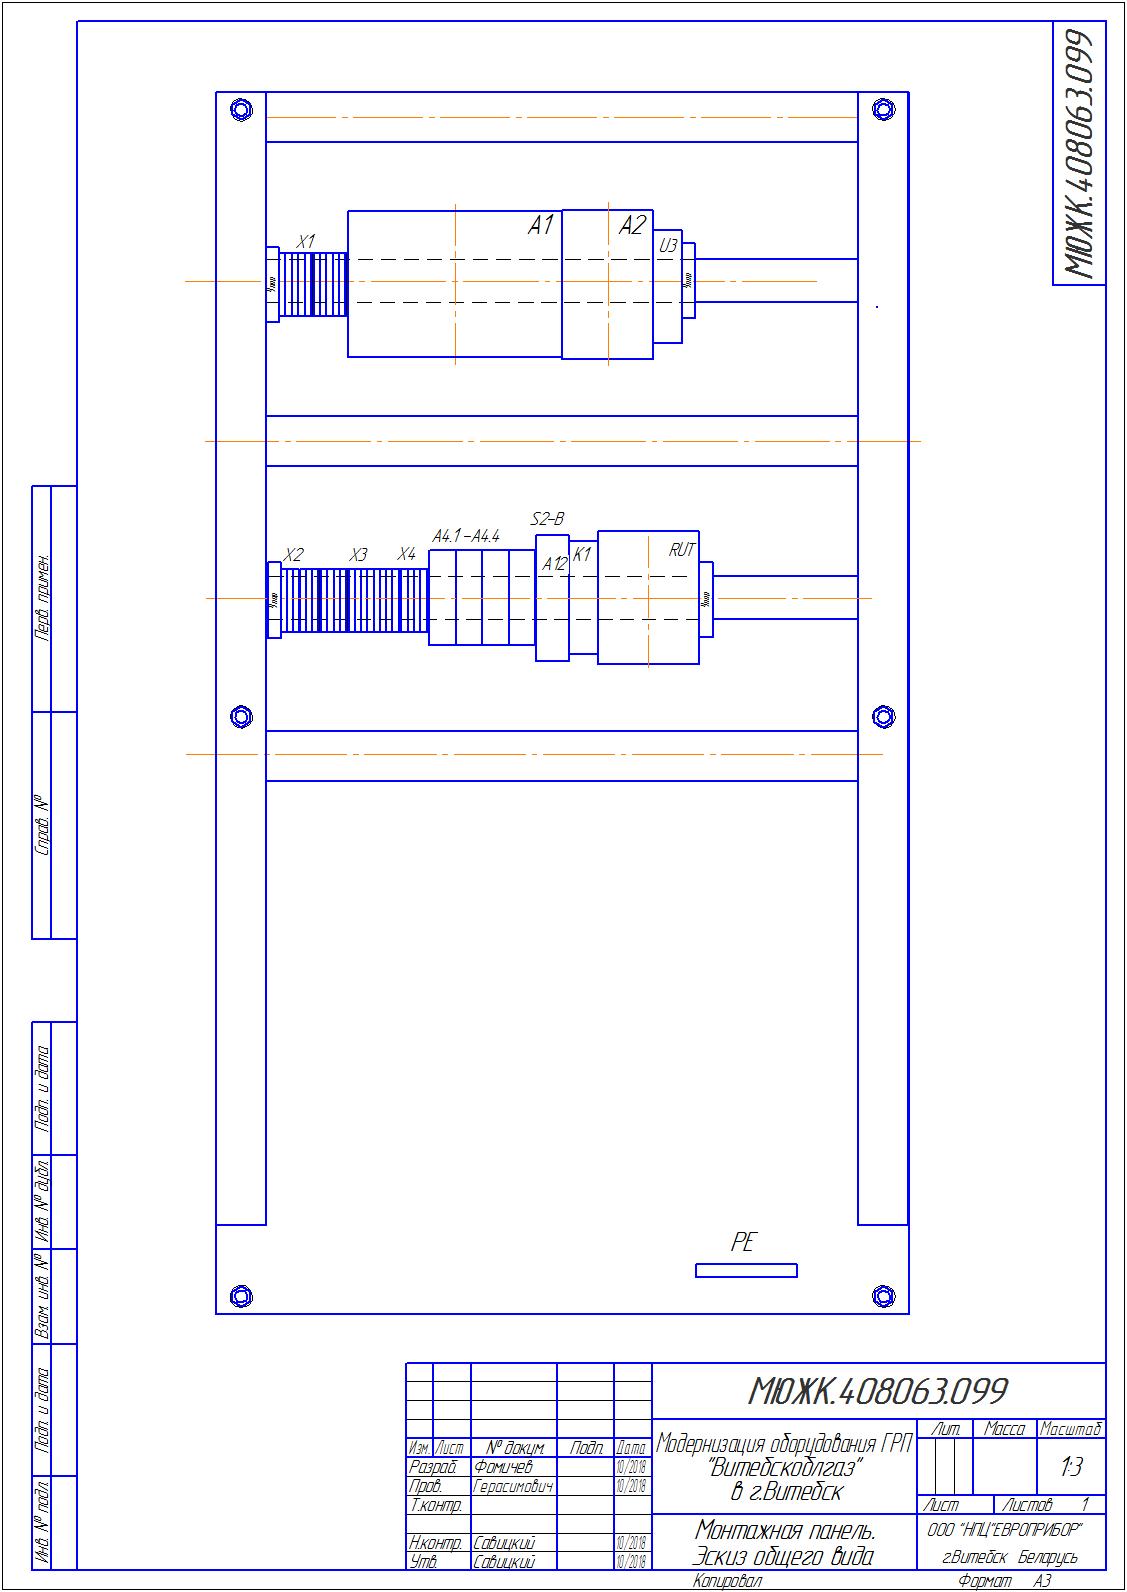 МЮЖК.408063.099
X1
A1
A2
U3
Упор
Упор
S2-B
A4.1-A4.4
X2
X3
X4
A12
K1
RUT
Упор
Упор
PE
Перв. примен.
Справ. №
Подп. и дата
Инв. № дубл.
Взам. инв. №
Подп. и дата
Инв. № подл.
МЮЖК.408063.099
Изм. Лист № докум. Подп. Дата
Разраб. Фомичев 10/2018
Пров. Герасимович 10/2018
Т.контр.
Н.контр. Савицкий 10/2018
Утв. Савицкий 10/2018
Модернизация оборудования ГРП
"Витебскоблгаз"
в г.Витебск
Лит. Масса Масштаб
1:3
Лист Листов 1
Монтажная панель.
Эскиз общего вида
ООО "НПЦ"ЕВРОПРИБОР"
г.Витебск Беларусь
Копировал Формат А3